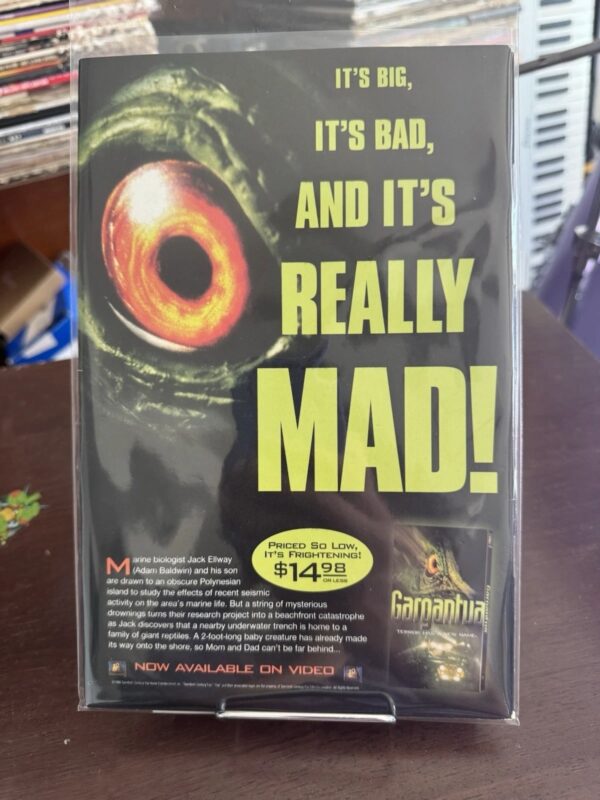 IT'S BIG,
IT'S BAD,
AND IT'S
REALLY
MAD!
PRICED SO LOW,
IT'S FRIGHTENING!
$14.98
OR LESS
Marine biologist Jack Ellway
(Adam Baldwin) and his son
are drawn to an obscure Polynesian
island to study the effects of recent seismic
activity on the area's marine life. But a string of mysterious
drownings turns their research project into a beachfront catastrophe
as Jack discovers that a nearby underwater trench is home to a
family of giant reptiles. A 2-foot-long baby creature has already made
its way onto the shore, so Mom and Dad can't be far behind...
NOW AVAILABLE ON VIDEO
Gargantua
TERROR HAS A NEW NAME.